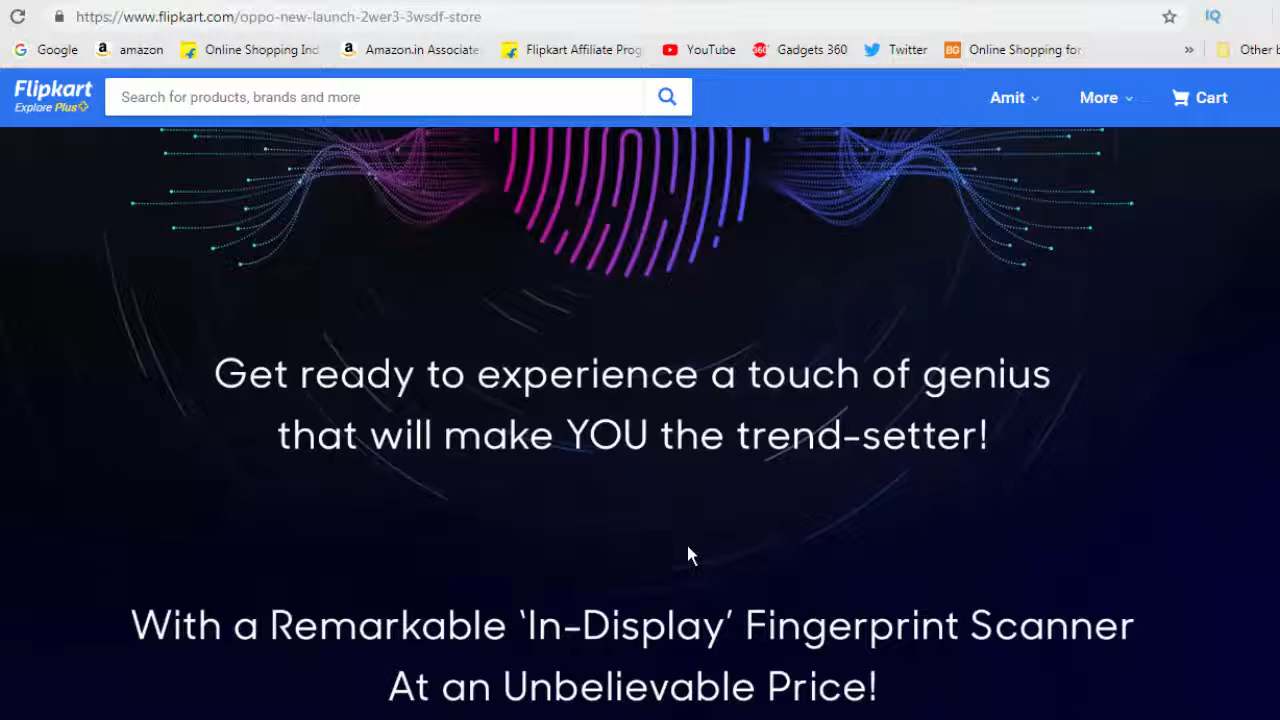 https://www.flipkart.com/oppo-new-launch-2wer3-3wsdf-store
IQ
Google
amazon
Online Shopping Ind
Amazon.in Associate
Flipkart Affiliate Prog
YouTube
360
Gadgets 360
Twitter
BG
Online Shopping for
»
Other b
Flipkart
Explore Plus
Search for products, brands and more
Amit
More
Cart
Get ready to experience a touch of genius
that will make YOU the trend-setter!
With a Remarkable ‘In-Display’ Fingerprint Scanner
At an Unbelievable Price!